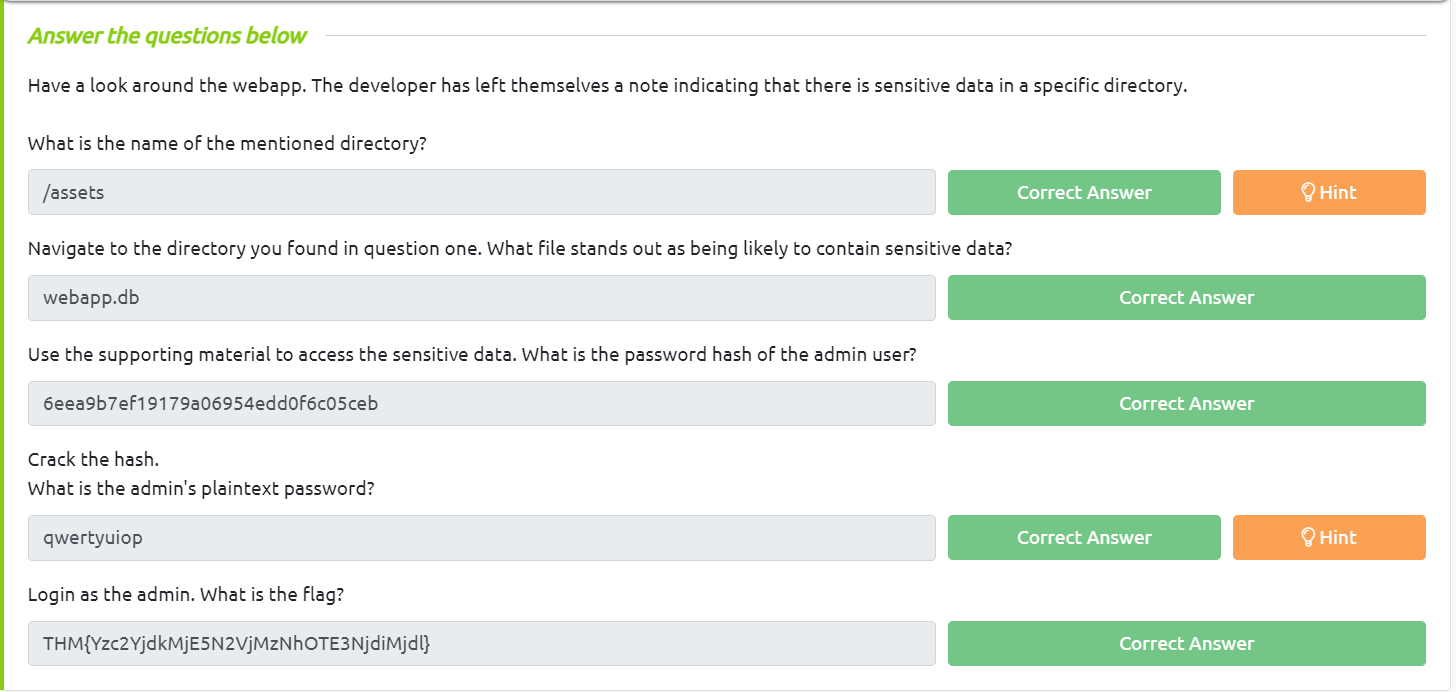 Answer the questions below
Have a look around the webapp. The developer has left themselves a note indicating that there is sensitive data in a specific directory.
What is the name of the mentioned directory?
/assets
Correct Answer
Hint
Navigate to the directory you found in question one. What file stands out as being likely to contain sensitive data?
webapp.db
Correct Answer
Use the supporting material to access the sensitive data. What is the password hash of the admin user?
6eea9b7ef19179a06954edd0f6c05ceb
Correct Answer
Crack the hash.
What is the admin's plaintext password?
qwertyuiop
Correct Answer
Hint
Login as the admin. What is the flag?
THM{Yzc2YjdkMjE5N2VjMzNhOTE3NjdiMjdl}
Correct Answer